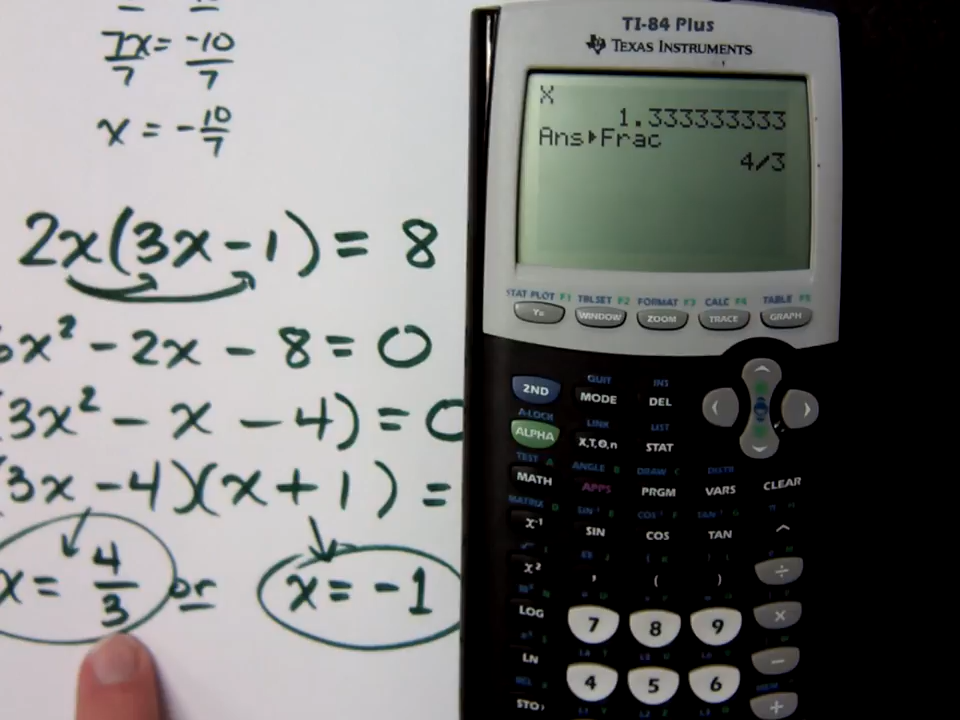 7x = -10
7 7
x = -10/7
2x(3x - 1) = 8
6x² - 2x - 8 = 0
(3x² - x - 4) = 0
(3x - 4)(x + 1) =
x = 4/3 or x = -1
TI-84 Plus
TEXAS INSTRUMENTS
X
1.333333333
Ans▸Frac
4/3
STAT PLOT F1 TBLSET F2 FORMAT F3 CALC F4 TABLE F5
Y= WINDOW ZOOM TRACE GRAPH
QUIT INS
2ND MODE DEL
A-LOCK LINK LIST
ALPHA X,T,Θ,n STAT
TEST A ANGLE B DRAW C DISTR
MATH APPS PRGM VARS CLEAR
MATRIX D SIN⁻¹ E COS⁻¹ F TAN⁻¹ G
x⁻¹ SIN COS TAN ^
x² , ( ) ÷
LOG 7 8 9 ×
LN 4 5 6 −
STO› +